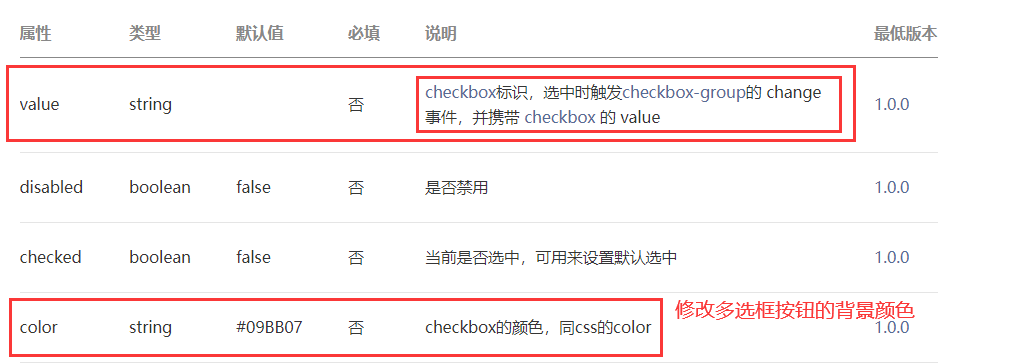 属性 类型 默认值 必填 说明 最低版本
value string 否 checkbox标识，选中时触发checkbox-group的 change 1.0.0
事件，并携带 checkbox 的 value
disabled boolean false 否 是否禁用 1.0.0
checked boolean false 否 当前是否选中，可用来设置默认选中 1.0.0
修改多选框按钮的背景颜色
color string #09BB07 否 checkbox的颜色，同css的color 1.0.0